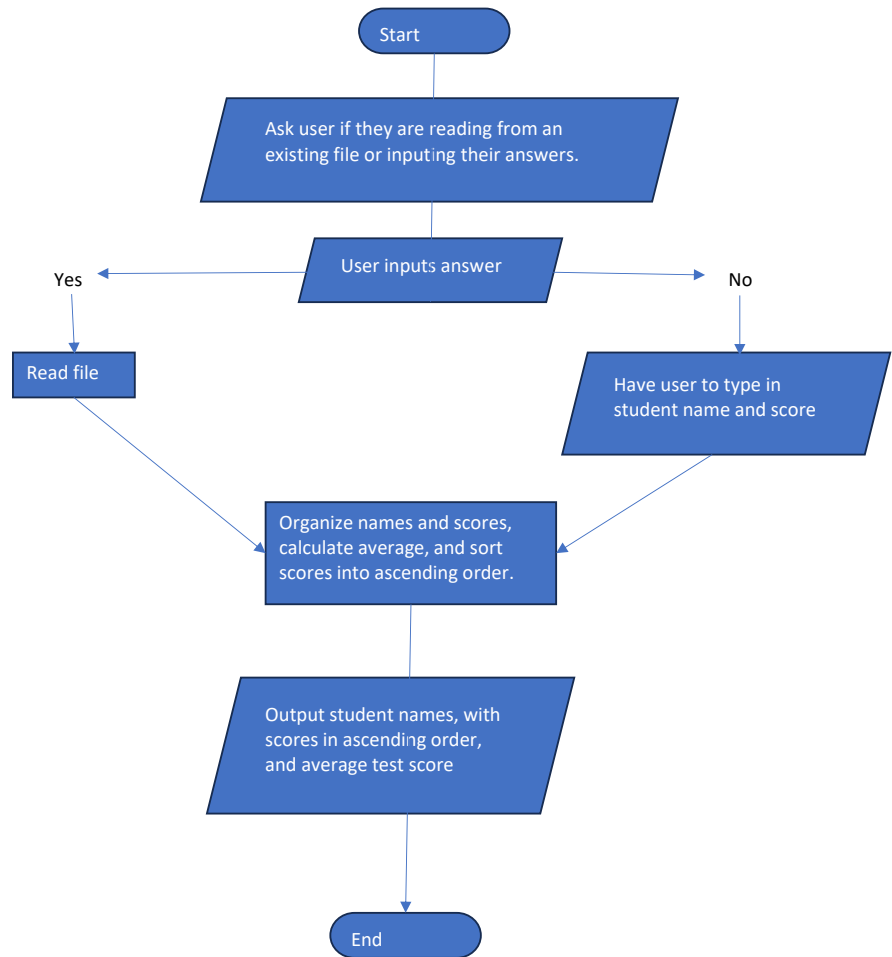 Start
Ask user if they are reading from an
existing file or inputing their answers.
User inputs answer
Yes
No
Read file
Have user to type in
student name and score
Organize names and scores,
calculate average, and sort
scores into ascending order.
Output student names, with
scores in ascending order,
and average test score
End